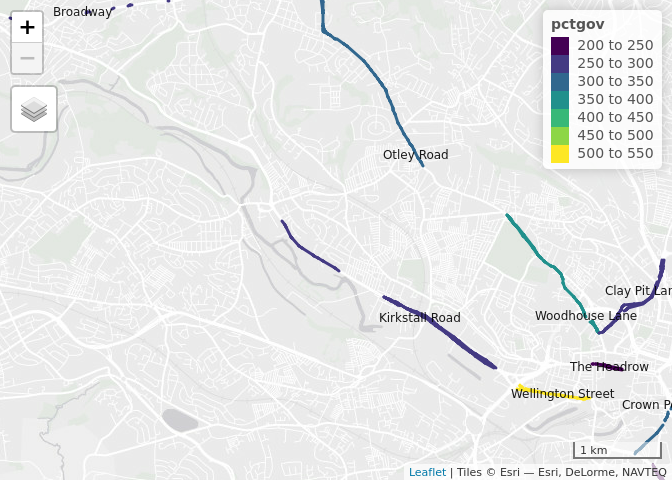 Broadway
+
−
pctgov
200 to 250
250 to 300
300 to 350
350 to 400
400 to 450
450 to 500
500 to 550
Otley Road
Clay Pit Lan
Woodhouse Lane
Kirkstall Road
The Headrow
Wellington Street
Crown P
1 km
Leaflet | Tiles © Esri — Esri, DeLorme, NAVTEQ